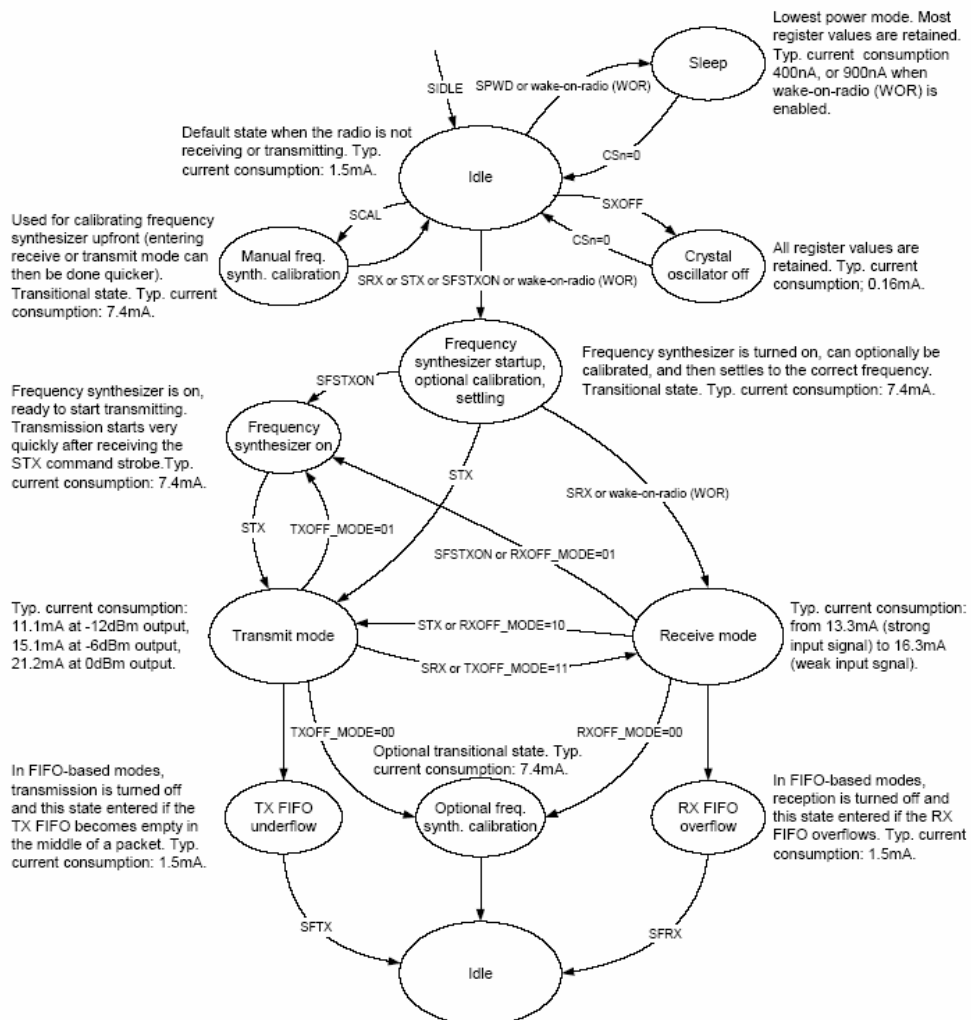 Lowest power mode. Most
register values are retained.
Typ. current consumption
400nA, or 900nA when
wake-on-radio (WOR) is
enabled.
Sleep
SIDLE
SPWD or wake-on-radio (WOR)
Default state when the radio is not
receiving or transmitting. Typ.
current consumption: 1.5mA.
CSn=0
Idle
SCAL
SXOFF
CSn=0
Used for calibrating frequency
synthesizer upfront (entering
receive or transmit mode can
then be done quicker).
Transitional state. Typ. current
consumption: 7.4mA.
Manual freq.
synth. calibration
Crystal
oscillator off
All register values are
retained. Typ. current
consumption; 0.16mA.
SRX or STX or SFSTXON or wake-on-radio (WOR)
Frequency
synthesizer startup,
optional calibration,
settling
Frequency synthesizer is turned on, can optionally be
calibrated, and then settles to the correct frequency.
Transitional state. Typ. current consumption: 7.4mA.
SFSTXON
Frequency synthesizer is on,
ready to start transmitting.
Transmission starts very
quickly after receiving the
STX command strobe.Typ.
current consumption: 7.4mA.
Frequency
synthesizer on
STX
SRX or wake-on-radio (WOR)
STX
TXOFF_MODE=01
SFSTXON or RXOFF_MODE=01
Typ. current consumption:
11.1mA at -12dBm output,
15.1mA at -6dBm output,
21.2mA at 0dBm output.
Transmit mode
STX or RXOFF_MODE=10
SRX or TXOFF_MODE=11
Receive mode
Typ. current consumption:
from 13.3mA (strong
input signal) to 16.3mA
(weak input sgnal).
TXOFF_MODE=00
RXOFF_MODE=00
Optional transitional state. Typ.
current consumption: 7.4mA.
In FIFO-based modes,
transmission is turned off
and this state entered if the
TX FIFO becomes empty in
the middle of a packet. Typ.
current consumption: 1.5mA.
TX FIFO
underflow
Optional freq.
synth. calibration
RX FIFO
overflow
In FIFO-based modes,
reception is turned off and
this state entered if the RX
FIFO overflows. Typ. current
consumption: 1.5mA.
SFTX
SFRX
Idle